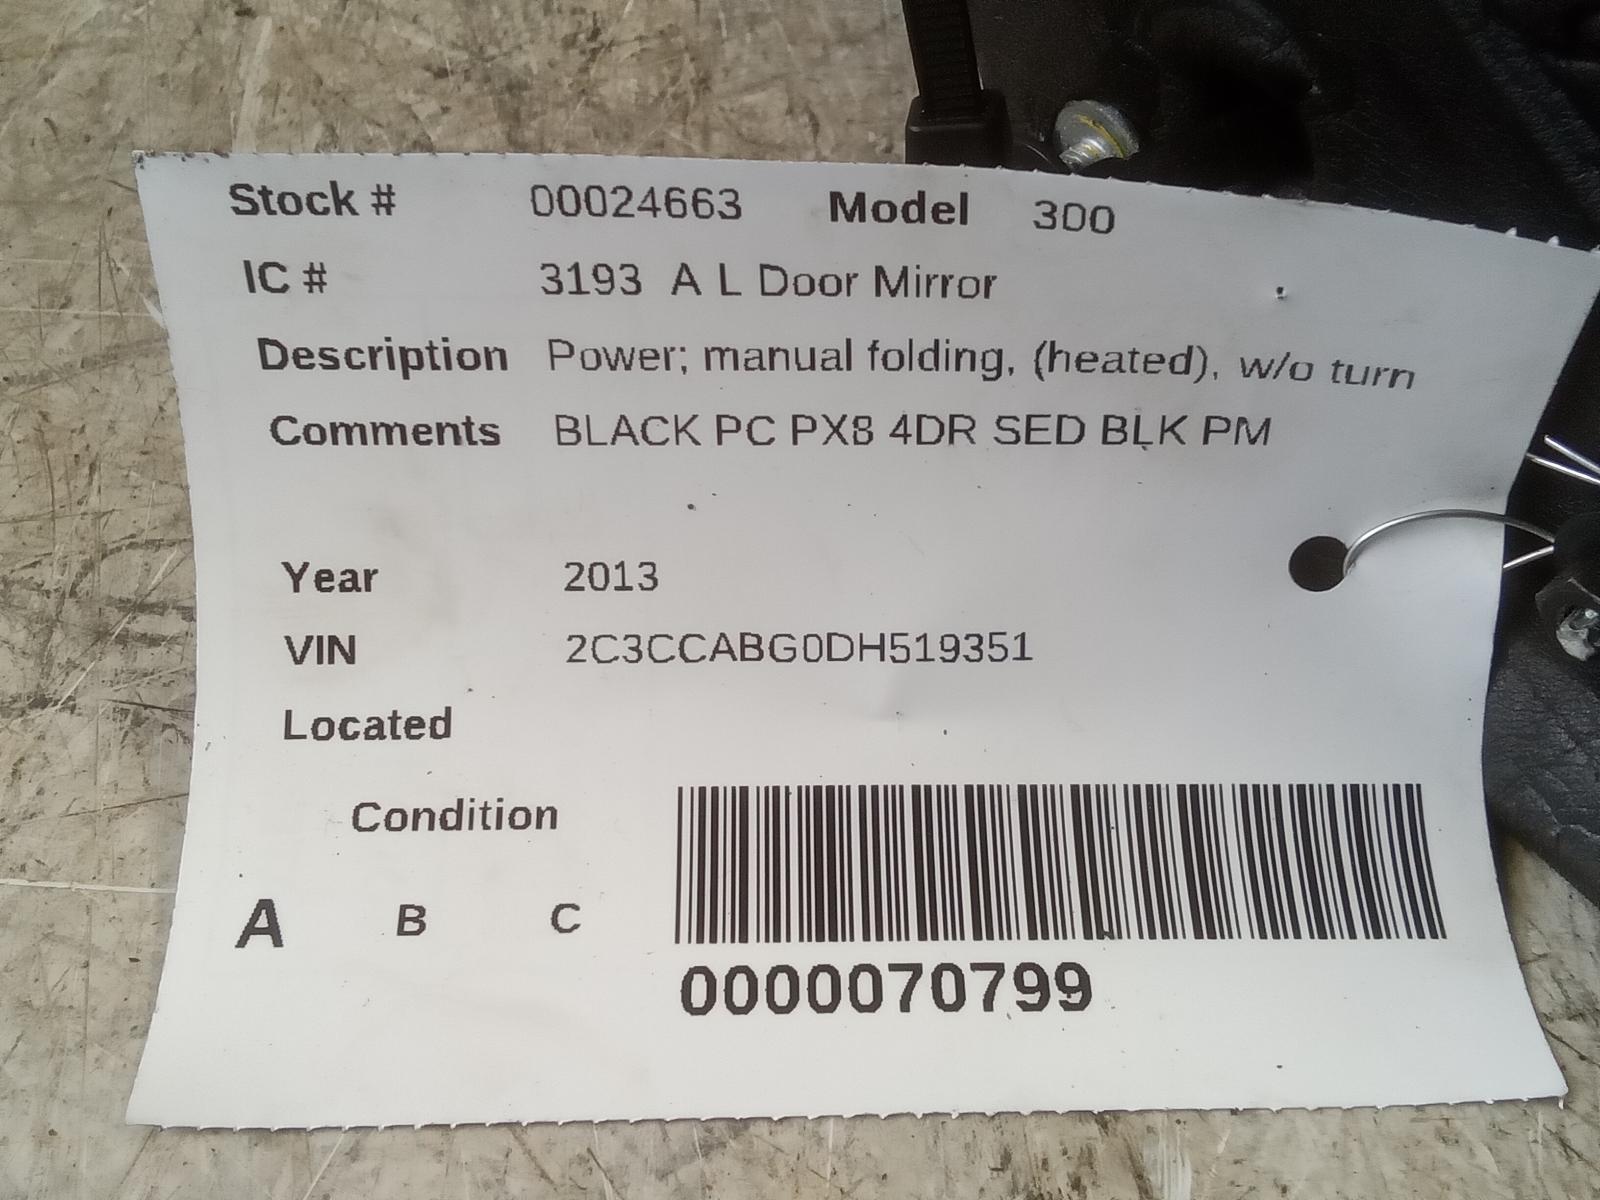 Stock # 00024663 Model 300
IC # 3193 A L Door Mirror
Description Power; manual folding, (heated), w/o turn
Comments BLACK PC PX8 4DR SED BLK PM
Year 2013
VIN 2C3CCABG0DH519351
Located
Condition
A B C
0000070799